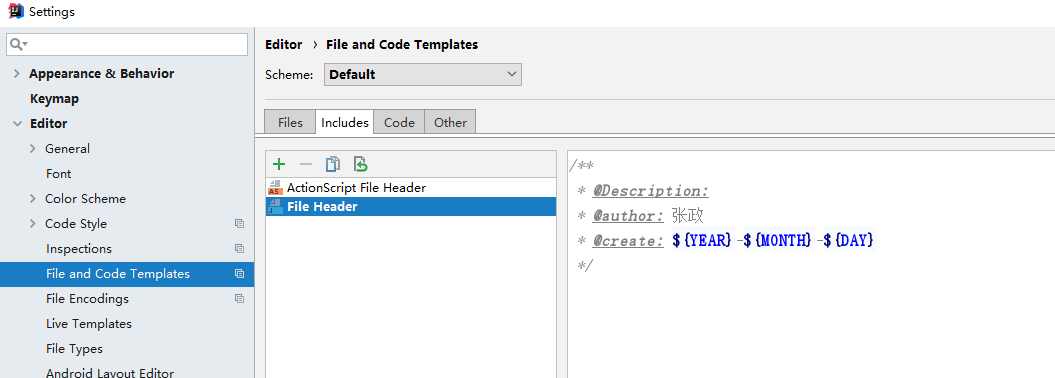 Settings
Appearance & Behavior
Keymap
Editor
General
Font
Color Scheme
Code Style
Inspections
File and Code Templates
File Encodings
Live Templates
File Types
Android Layout Editor
Editor › File and Code Templates
Scheme: Default
Files Includes Code Other
ActionScript File Header
File Header
/**
* @Description:
* @author: 张政
* @create: ${YEAR}-${MONTH}-${DAY}
*/